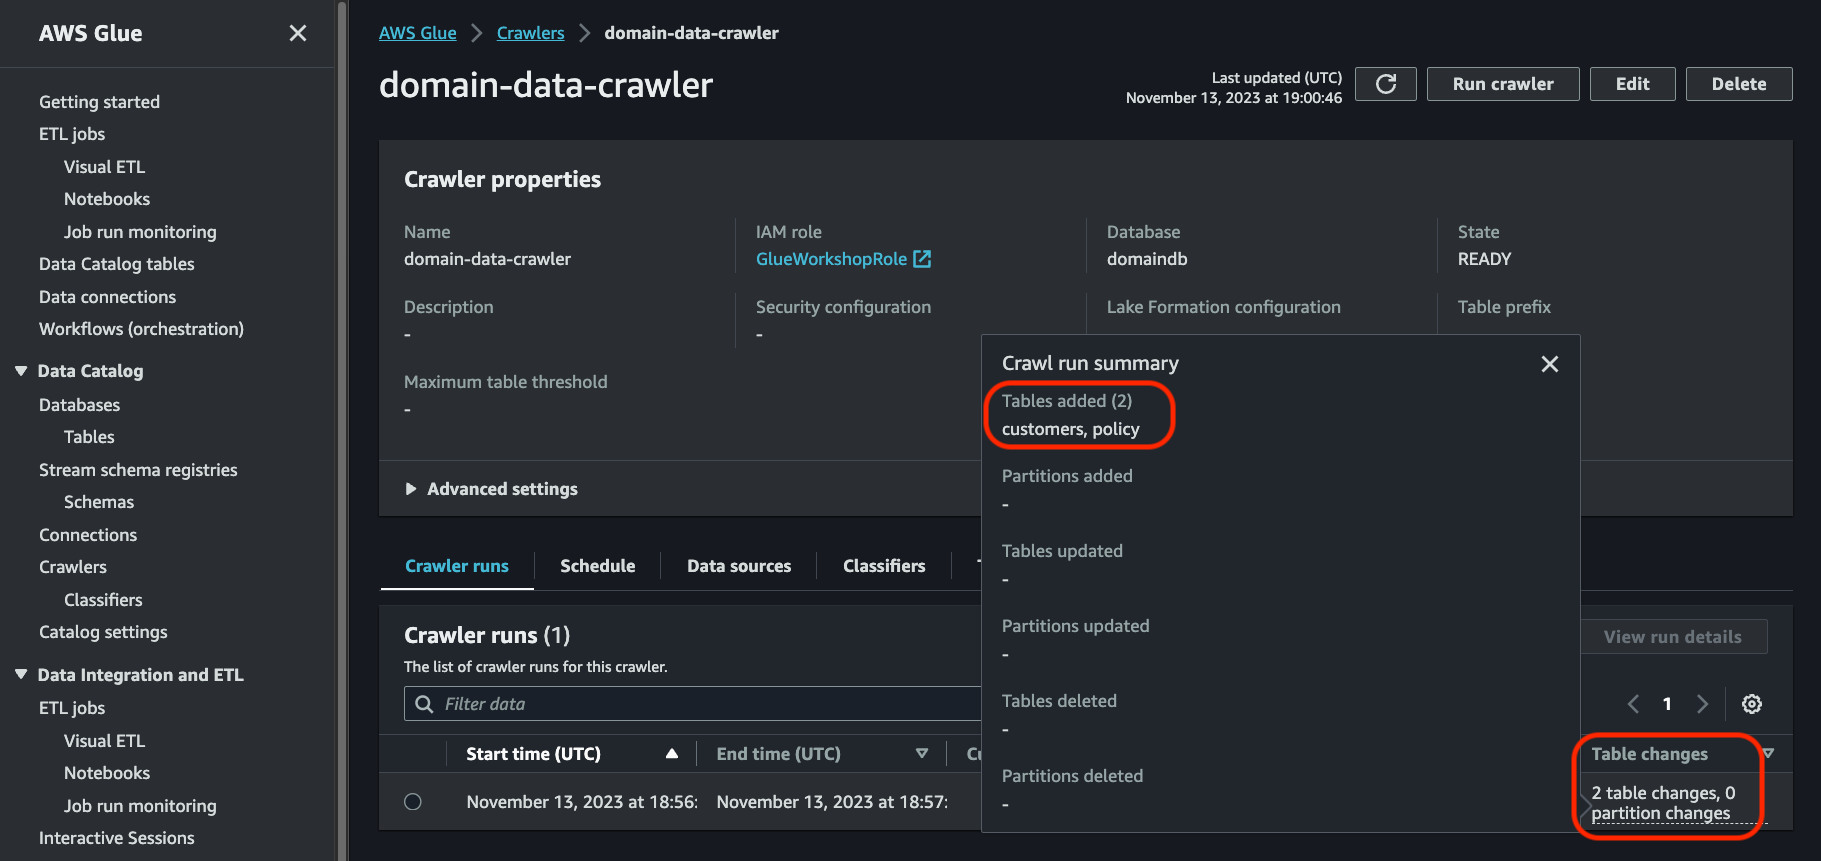 AWS Glue
Getting started
ETL jobs
Visual ETL
Notebooks
Job run monitoring
Data Catalog tables
Data connections
Workflows (orchestration)
Data Catalog
Databases
Tables
Stream schema registries
Schemas
Connections
Crawlers
Classifiers
Catalog settings
Data Integration and ETL
ETL jobs
Visual ETL
Notebooks
Job run monitoring
Interactive Sessions
AWS Glue > Crawlers > domain-data-crawler
domain-data-crawler
Last updated (UTC)
November 13, 2023 at 19:00:46
Run crawler
Edit
Delete
Crawler properties
Name
domain-data-crawler
IAM role
GlueWorkshopRole
Database
domaindb
State
READY
Description
-
Security configuration
-
Lake Formation configuration
Table prefix
Maximum table threshold
-
Advanced settings
Crawl run summary
Tables added (2)
customers, policy
Partitions added
-
Tables updated
-
Partitions updated
-
Tables deleted
-
Partitions deleted
-
Crawler runs
Schedule
Data sources
Classifiers
Crawler runs (1)
The list of crawler runs for this crawler.
View run details
Filter data
1
Start time (UTC)
End time (UTC)
Table changes
November 13, 2023 at 18:56:
November 13, 2023 at 18:57:
2 table changes, 0
partition changes